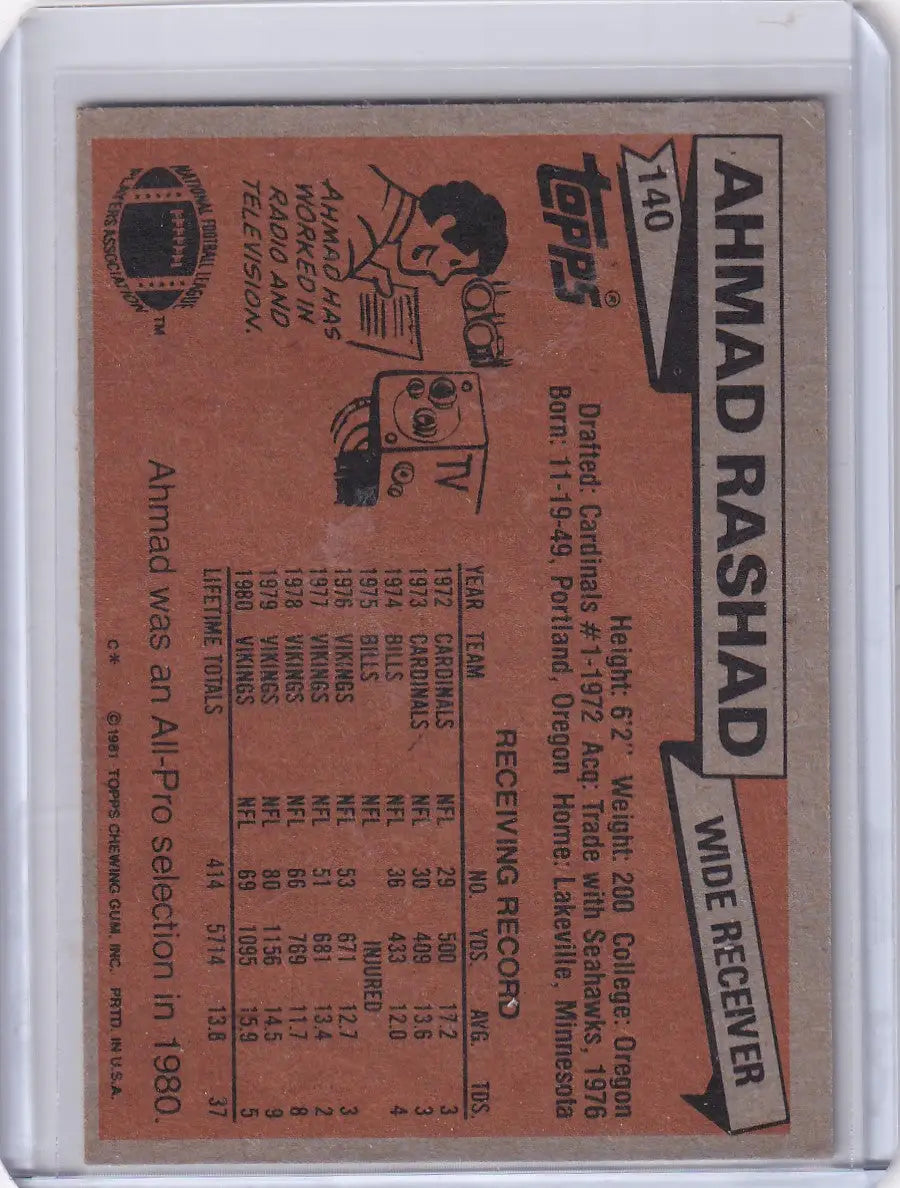 AHMAD RASHAD
WIDE RECEIVER
140
TOPPS®
Height: 6'2" Weight: 200 College: Oregon
Drafted: Cardinals #1-1972 Acq: Trade with Seahawks, 1976
Born: 11-19-49, Portland, Oregon Home: Lakeville, Minnesota
TV
AHMAD HAS
WORKED IN
RADIO AND
TELEVISION.
RECEIVING RECORD
YEAR TEAM NO. YDS. AVG. TDS.
1972 CARDINALS NFL 29 500 17.2 3
1973 CARDINALS NFL 30 409 13.6 3
1974 BILLS NFL 36 433 12.0 4
1975 BILLS NFL INJURED
1976 VIKINGS NFL 53 671 12.7 3
1977 VIKINGS NFL 51 681 13.4 2
1978 VIKINGS NFL 66 769 11.7 8
1979 VIKINGS NFL 80 1156 14.5 9
1980 VIKINGS NFL 69 1095 15.9 5
LIFETIME TOTALS 414 5714 13.8 37
Ahmad was an All-Pro selection in 1980.
NATIONAL FOOTBALL LEAGUE
PLAYERS ASSOCIATION
TM
C* ©1981 TOPPS CHEWING GUM, INC. PRTD. IN U.S.A.